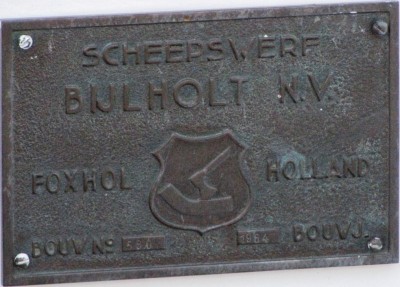 SCHEEPSWERF
BIJLHOLT N.V.
FOXHOL HOLLAND
BOUW Nº BOUWJ.